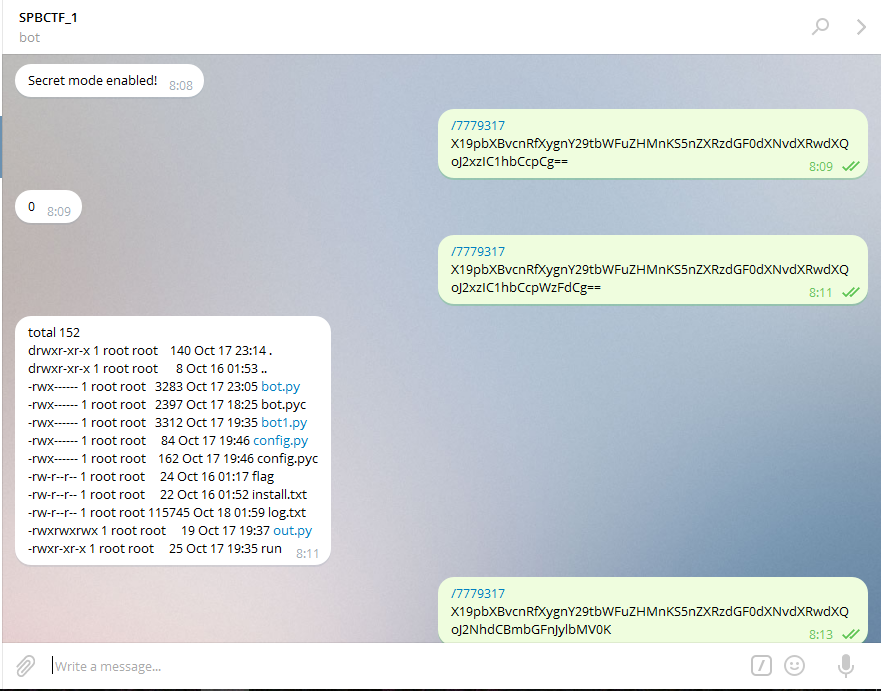 SPBCTF_1
bot
Secret mode enabled! 8:08
/7779317
X19pbXBvcnRfXygnY29tbWFuZHMnKS5nZXRzdGF0dXNvdXRwdXQ
oJ2xzIC1hbCcpCg==
8:09
0 8:09
/7779317
X19pbXBvcnRfXygnY29tbWFuZHMnKS5nZXRzdGF0dXNvdXRwdXQ
oJ2xzIC1hbCcpWzFdCg==
8:11
total 152
drwxr-xr-x 1 root root 140 Oct 17 23:14 .
drwxr-xr-x 1 root root 8 Oct 16 01:53 ..
-rwx------ 1 root root 3283 Oct 17 23:05 bot.py
-rwx------ 1 root root 2397 Oct 17 18:25 bot.pyc
-rwx------ 1 root root 3312 Oct 17 19:35 bot1.py
-rwx------ 1 root root 84 Oct 17 19:46 config.py
-rwx------ 1 root root 162 Oct 17 19:46 config.pyc
-rw-r--r-- 1 root root 24 Oct 16 01:17 flag
-rw-r--r-- 1 root root 22 Oct 16 01:52 install.txt
-rw-r--r-- 1 root root 115745 Oct 18 01:59 log.txt
-rwxrwxrwx 1 root root 19 Oct 17 19:37 out.py
-rwxr-xr-x 1 root root 25 Oct 17 19:35 run 8:11
/7779317
X19pbXBvcnRfXygnY29tbWFuZHMnKS5nZXRzdGF0dXNvdXRwdXQ
oJ2NhdCBmbGFnJylbMV0K
8:13
Write a message...